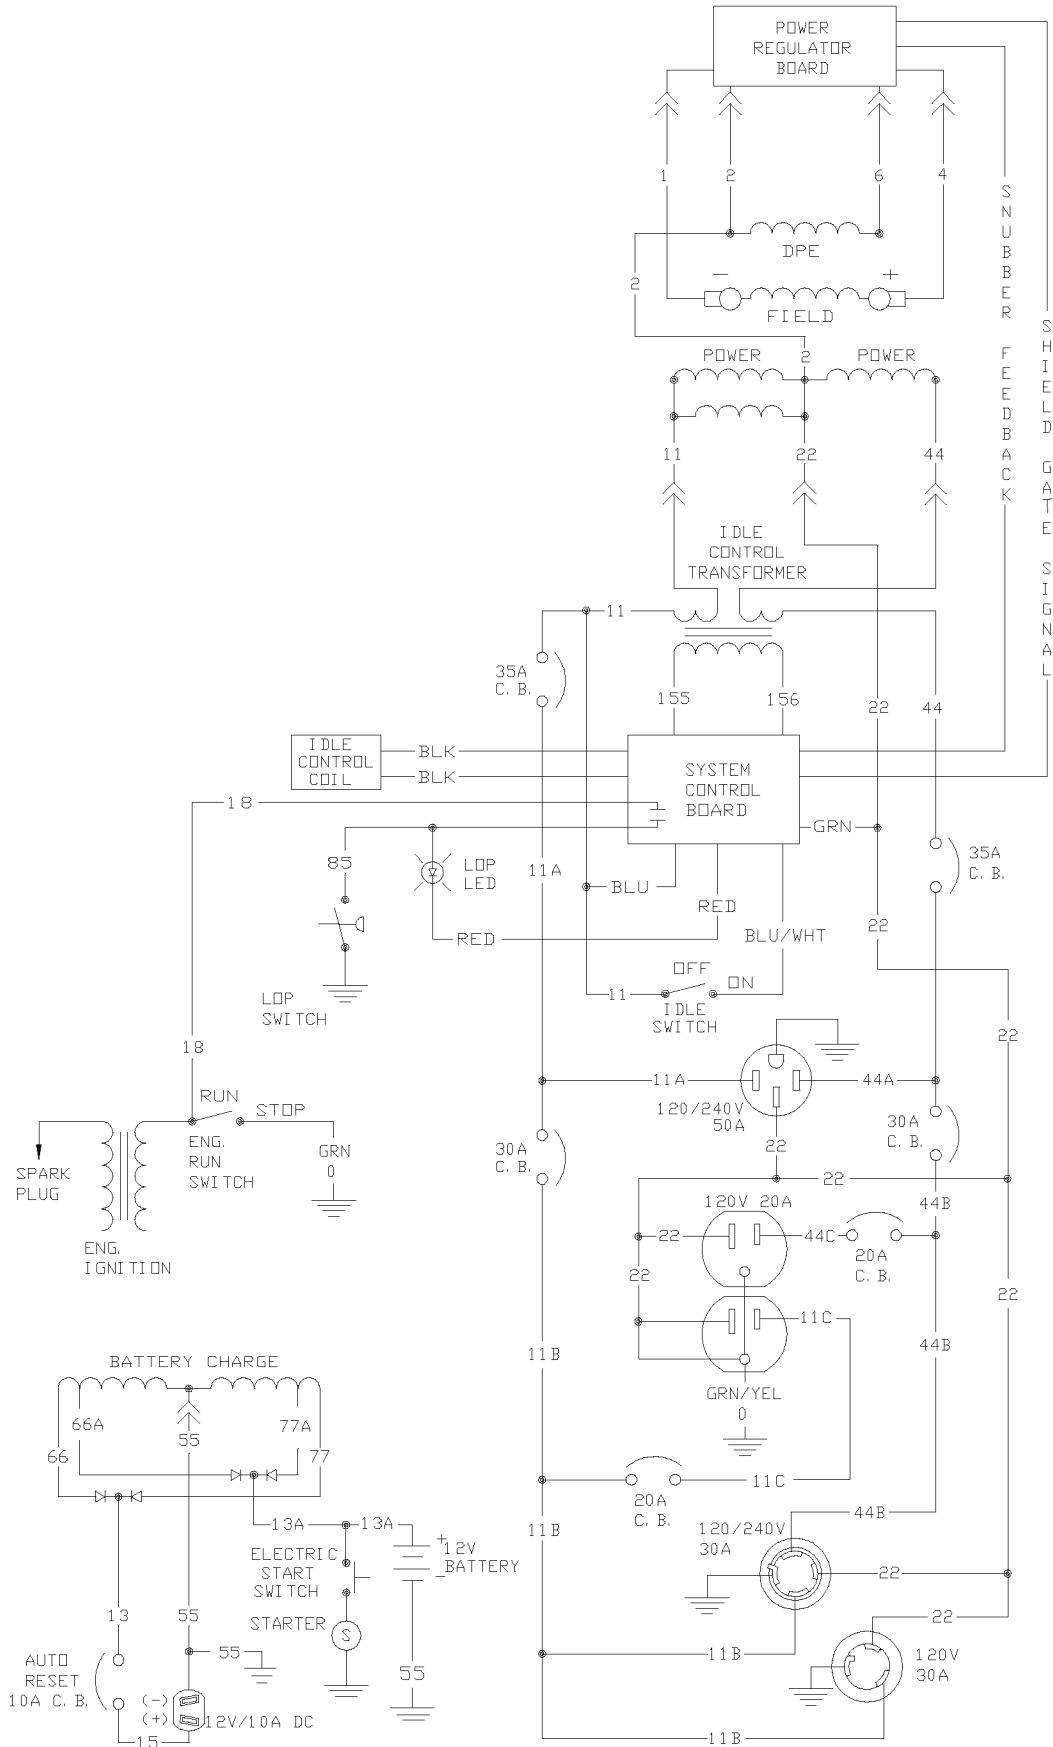 POWER
REGULATOR
BOARD
1
2
6
4
DPE
2
-
+
FIELD
SNUBBER FEEDBACK
SHIELD GATE SIGNAL
POWER
2
POWER
11
22
44
IDLE
CONTROL
TRANSFORMER
11
35A
C. B.
155
156
22
44
IDLE
CONTROL
COIL
BLK
BLK
SYSTEM
CONTROL
BOARD
18
GRN
85
LOP
LED
11A
35A
C. B.
BLU
RED
RED
BLU/WHT
22
OFF
ON
11
IDLE
SWITCH
LOP
SWITCH
18
22
11A
44A
RUN
STOP
120/240V
50A
30A
C. B.
ENG.
RUN
SWITCH
GRN
0
SPARK
PLUG
30A
C. B.
22
22
44B
120V 20A
22
44C
20A
C. B.
22
22
ENG.
IGNITION
11C
11B
44B
BATTERY CHARGE
GRN/YEL
0
66A
77A
55
66
77
11C
20A
C. B.
44B
13A
13A
11B
120/240V
30A
+
12V
BATTERY
-
ELECTRIC
START
SWITCH
22
13
55
STARTER
S
22
55
11B
120V
30A
AUTO
RESET
10A C. B.
55
(-)
(+)
12V/10A DC
15
11B